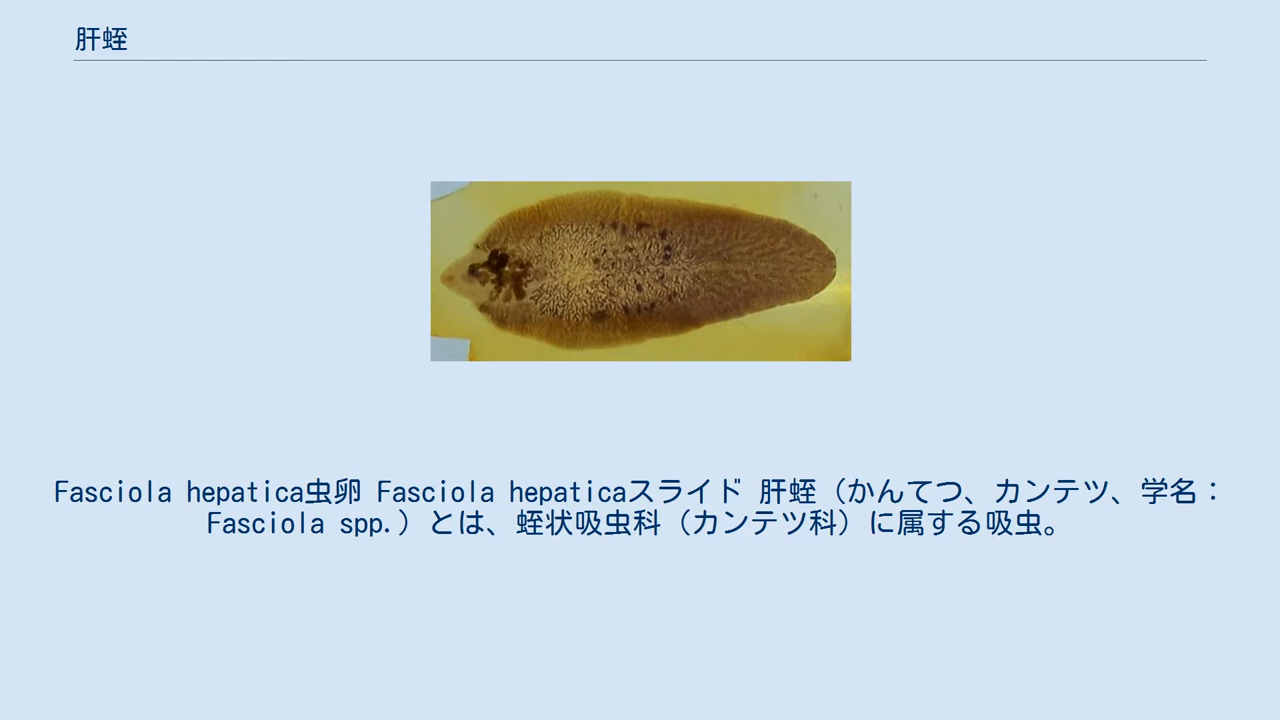 肝蛭
Fasciola hepatica虫卵 Fasciola hepaticaスライド 肝蛭（かんてつ、カンテツ、学名：
Fasciola spp.）とは、蛭状吸虫科（カンテツ科）に属する吸虫。